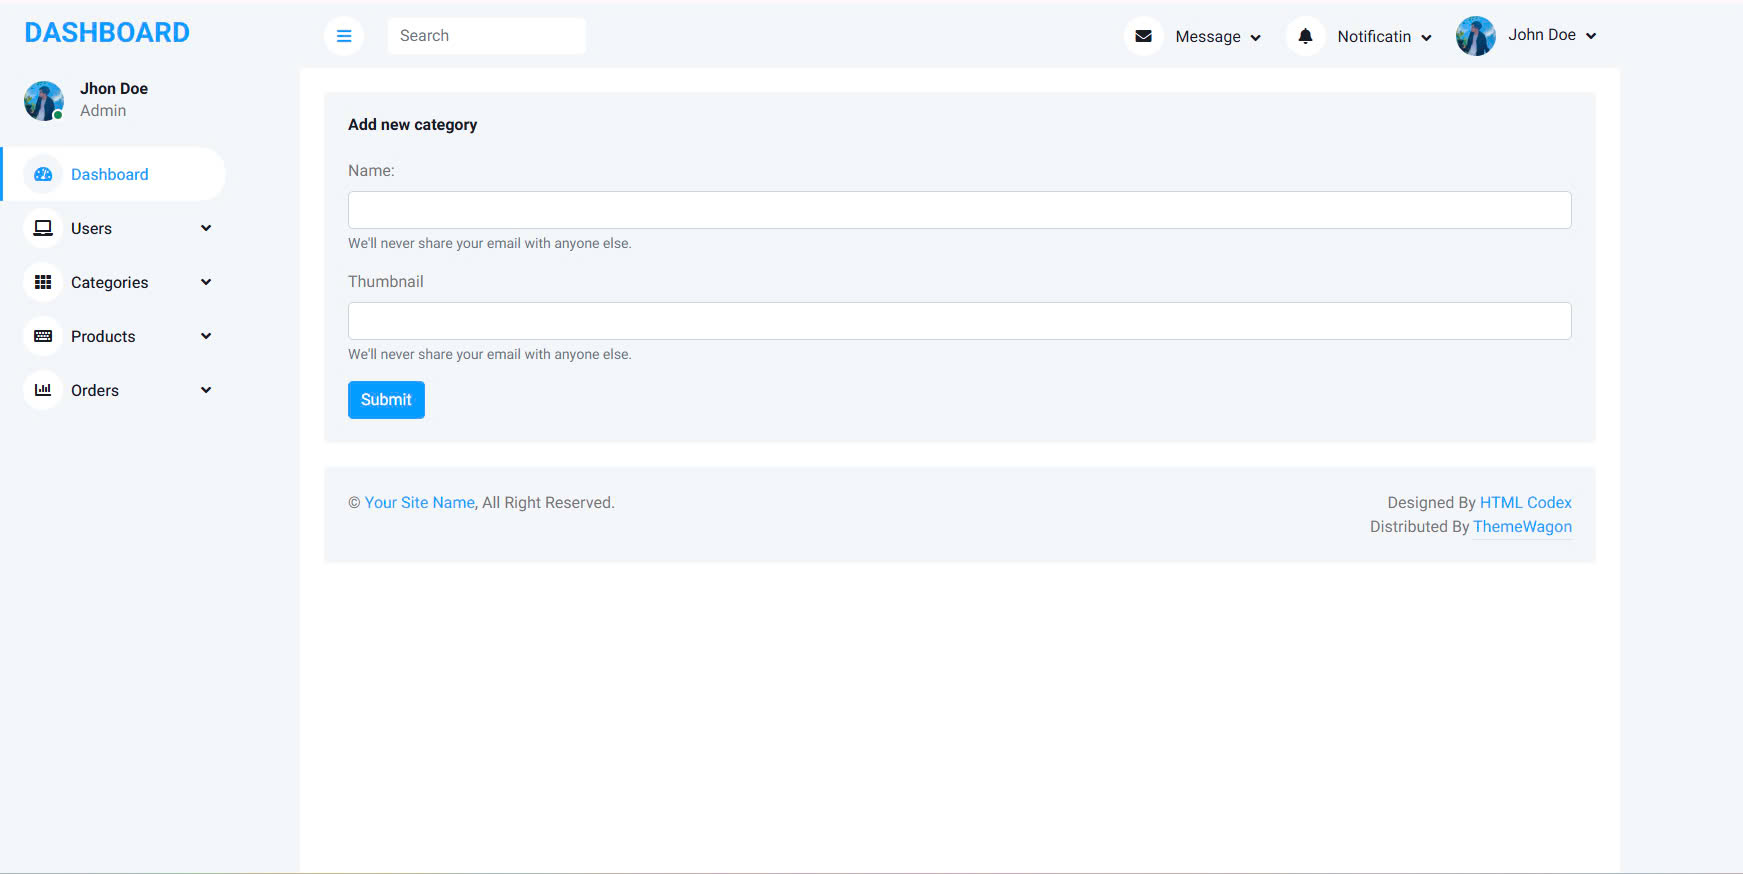 DASHBOARD
Search
Message
Notificatin
John Doe
Jhon Doe
Admin
Dashboard
Users
Categories
Products
Orders
Add new category
Name:
We'll never share your email with anyone else.
Thumbnail
We'll never share your email with anyone else.
Submit
© Your Site Name, All Right Reserved.
Designed By HTML Codex
Distributed By ThemeWagon